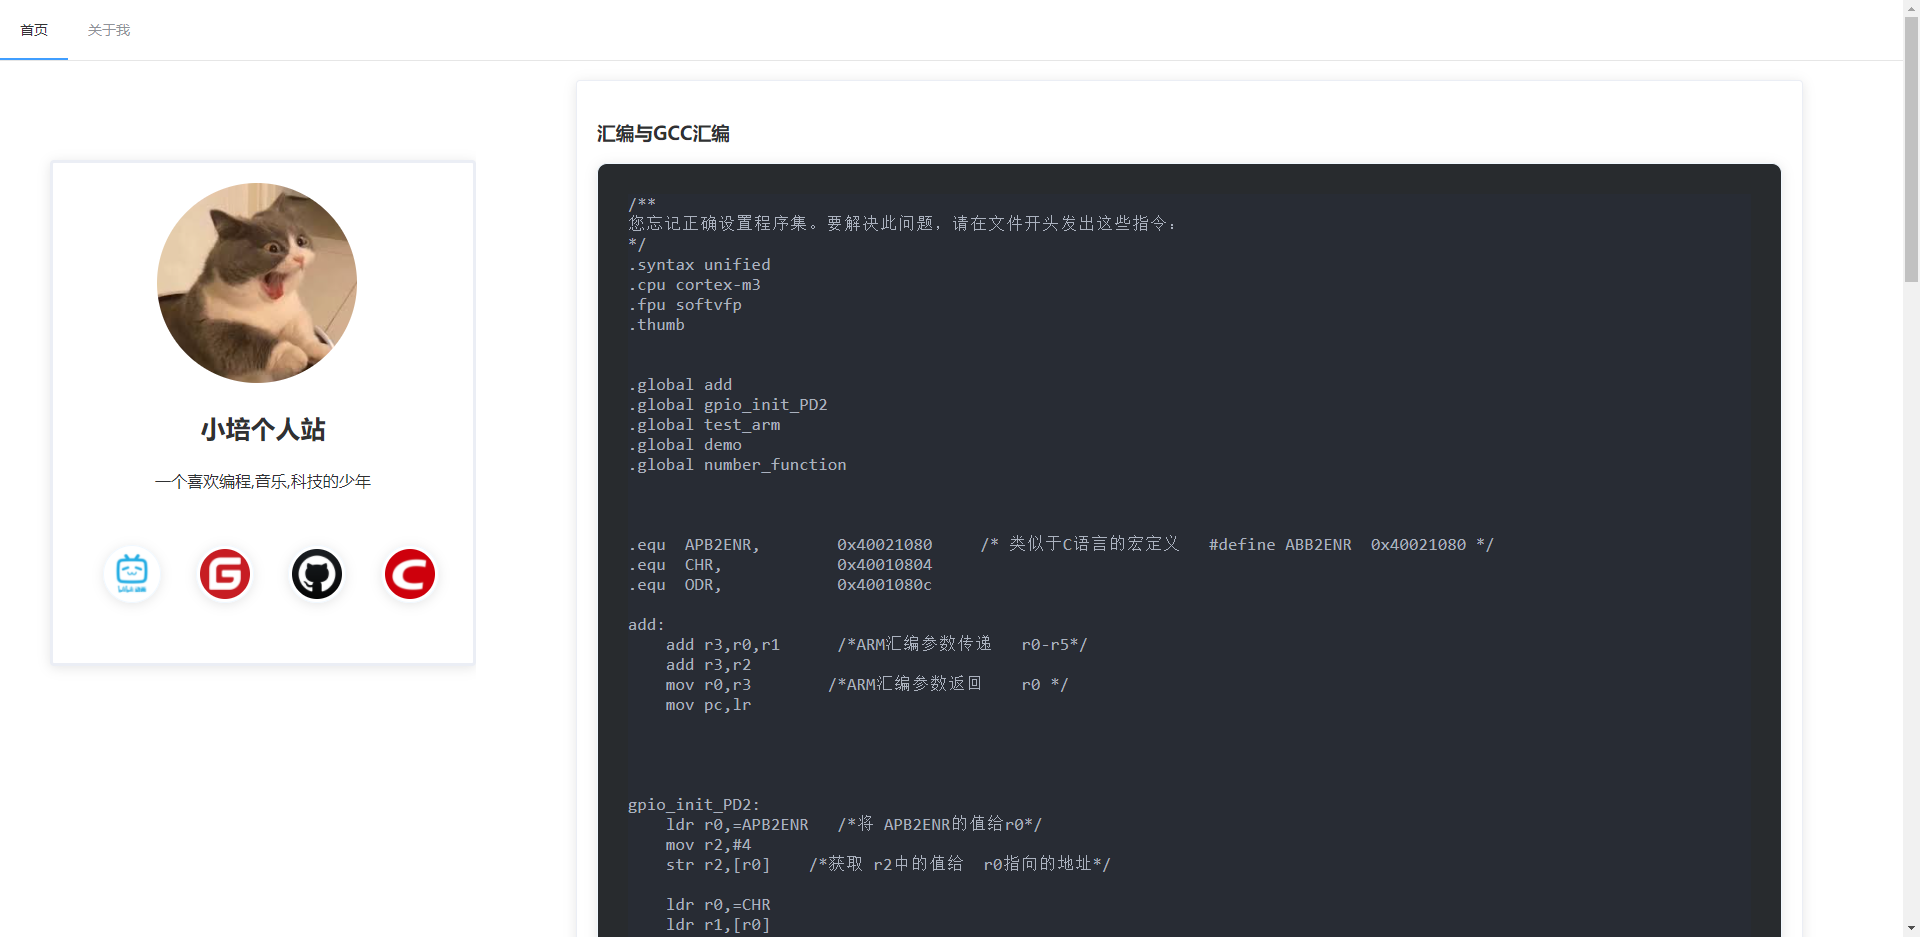 首页
关于我
小培个人站
一个喜欢编程,音乐,科技的少年
汇编与GCC汇编
/**
您忘记正确设置程序集。要解决此问题，请在文件开头发出这些指令：
*/
.syntax unified
.cpu cortex-m3
.fpu softvfp
.thumb
.global add
.global gpio_init_PD2
.global test_arm
.global demo
.global number_function
.equ  APB2ENR,        0x40021080     /* 类似于C语言的宏定义   #define ABB2ENR  0x40021080 */
.equ  CHR,            0x40010804
.equ  ODR,            0x4001080c
add:
    add r3,r0,r1      /*ARM汇编参数传递   r0-r5*/
    add r3,r2
    mov r0,r3        /*ARM汇编参数返回    r0 */
    mov pc,lr
gpio_init_PD2:
    ldr r0,=APB2ENR   /*将 APB2ENR的值给r0*/
    mov r2,#4
    str r2,[r0]    /*获取 r2中的值给  r0指向的地址*/
    ldr r0,=CHR
    ldr r1,[r0]